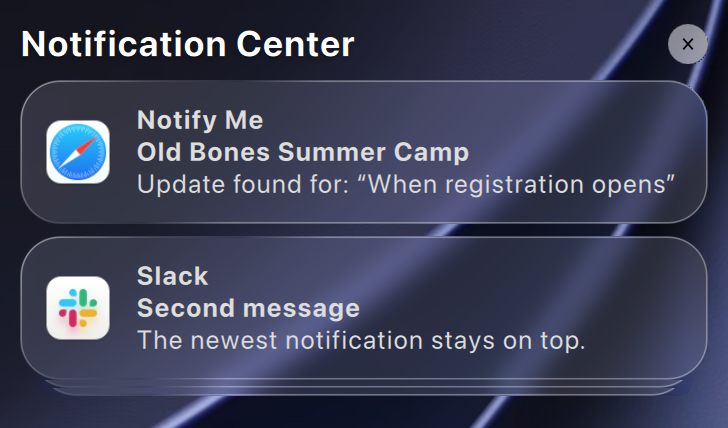 Notification Center
Notify Me
Old Bones Summer Camp
Update found for: “When registration opens”
Slack
Second message
The newest notification stays on top.